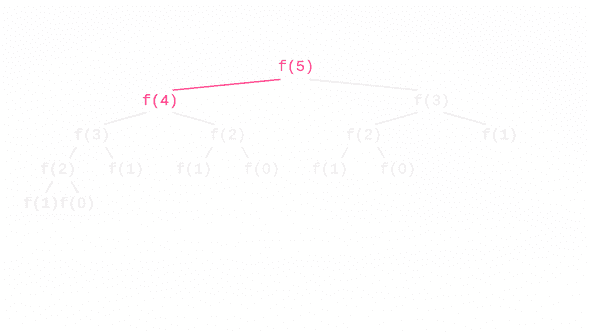 f(5)
f(4) f(3)
f(3) f(2) f(2) f(1)
f(2) f(1) f(1) f(0) f(1) f(0)
f(1)f(0)